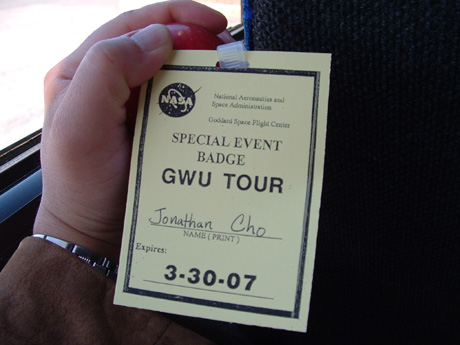 NASA
National Aeronautics and
Space Administration
Goddard Space Flight Center
SPECIAL EVENT
BADGE
GWU TOUR
Jonathan Cho
NAME (PRINT)
Expires:
3-30-07